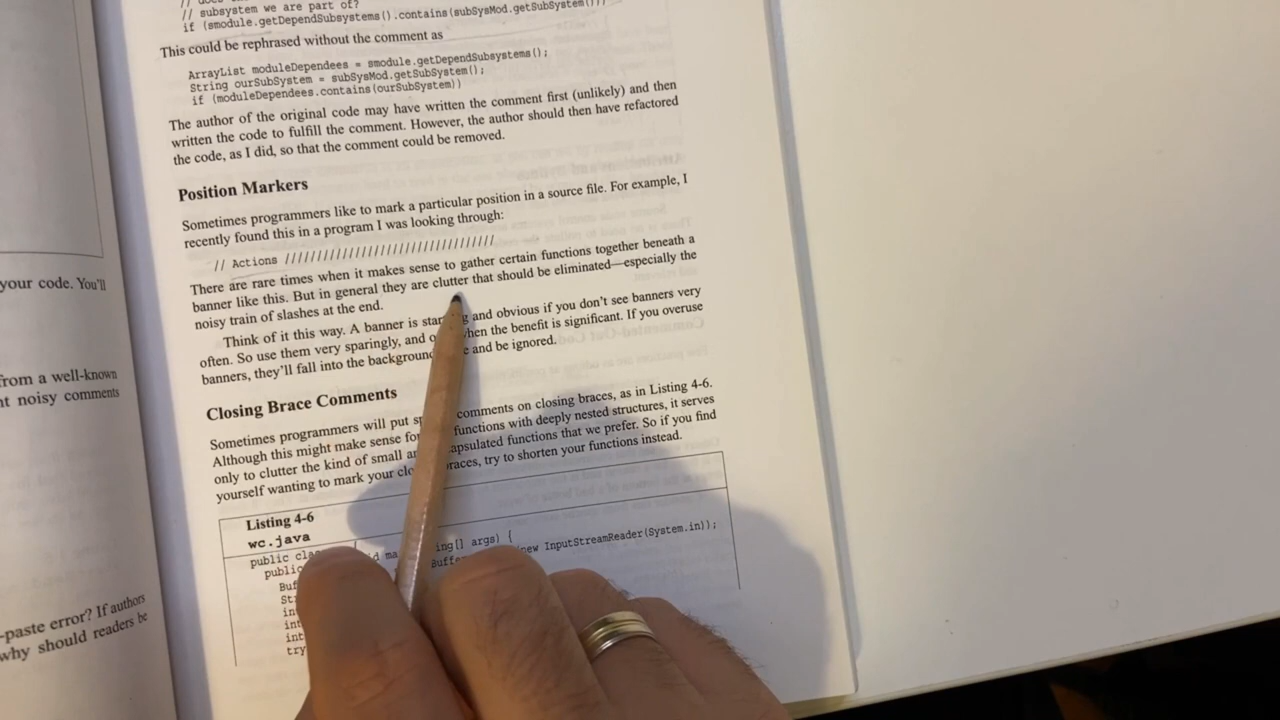 // subsystem we are part of?
if (smodule.getDependSubsystems().contains(subSysMod.getSubSystem()))
This could be rephrased without the comment as
ArrayList moduleDependees = smodule.getDependSubsystems();
String ourSubSystem = subSysMod.getSubSystem();
if (moduleDependees.contains(ourSubSystem))
The author of the original code may have written the comment first (unlikely) and then
written the code to fulfill the comment. However, the author should then have refactored
the code, as I did, so that the comment could be removed.
Position Markers
Sometimes programmers like to mark a particular position in a source file. For example, I
recently found this in a program I was looking through:
// Actions //////////////////////////////////
There are rare times when it makes sense to gather certain functions together beneath a
banner like this. But in general they are clutter that should be eliminated—especially the
noisy train of slashes at the end.
Think of it this way. A banner is and obvious if you don't see banners very
often. So use them very sparingly, and when the benefit is significant. If you overuse
banners, they'll fall into the background and be ignored.
Closing Brace Comments
Sometimes programmers will put comments on closing braces, as in Listing 4-6.
Although this might make sense for functions with deeply nested structures, it serves
only to clutter the kind of small functions that we prefer. So if you find
yourself wanting to mark your braces, try to shorten your functions instead.
Listing 4-6
wc.java
public args) {
public new InputStreamReader(System.in));
try
your code. You'll
from a well-known
noisy comments
-paste error? If authors
why should readers be